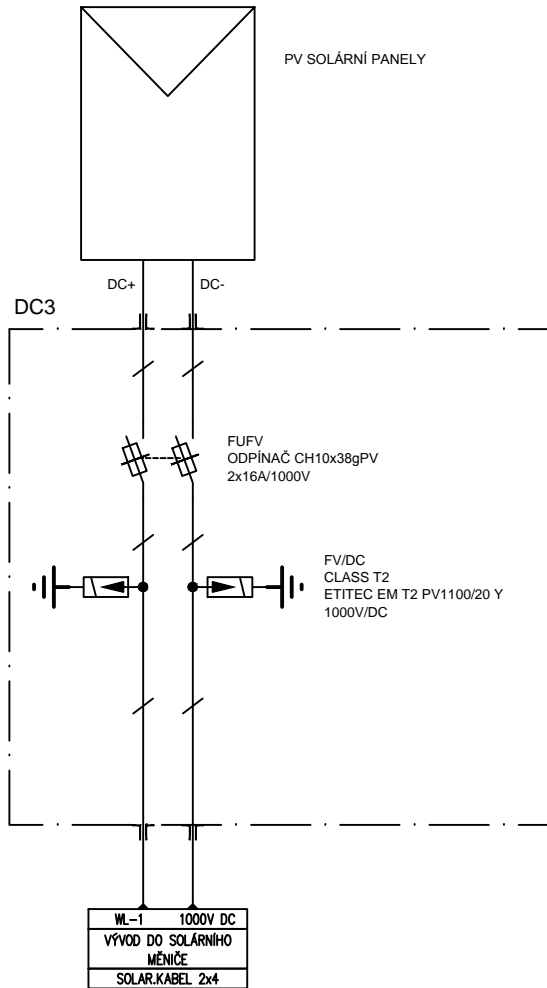 PV SOLÁRNÍ PANELY
DC+
DC-
DC3
FUFV
ODPÍNAČ CH10x38gPV
2x16A/1000V
FV/DC
CLASS T2
ETITEC EM T2 PV1100/20 Y
1000V/DC
WL-1 1000V DC
VÝVOD DO SOLÁRNÍHO
MĚNIČE
SOLAR.KABEL 2x4